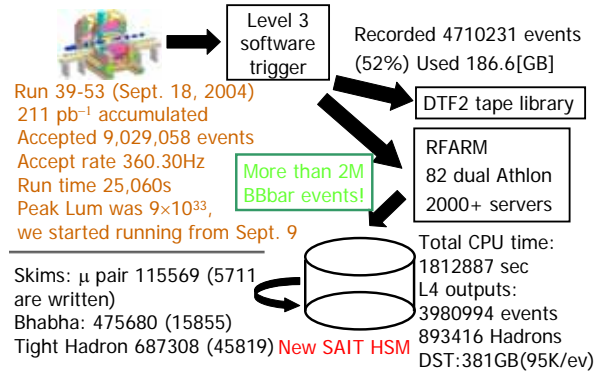 Level 3
software
trigger
Recorded 4710231 events
(52%) Used 186.6[GB]
Run 39-53 (Sept. 18, 2004)
211 pb⁻¹ accumulated
Accepted 9,029,058 events
Accept rate 360.30Hz
Run time 25,060s
Peak Lum was 9×10³³,
we started running from Sept. 9
DTF2 tape library
More than 2M
BBbar events!
RFARM
82 dual Athlon
2000+ servers
Skims: μ pair 115569 (5711
are written)
Bhabha: 475680 (15855)
Tight Hadron 687308 (45819)
New SAIT HSM
Total CPU time:
1812887 sec
L4 outputs:
3980994 events
893416 Hadrons
DST:381GB(95K/ev)